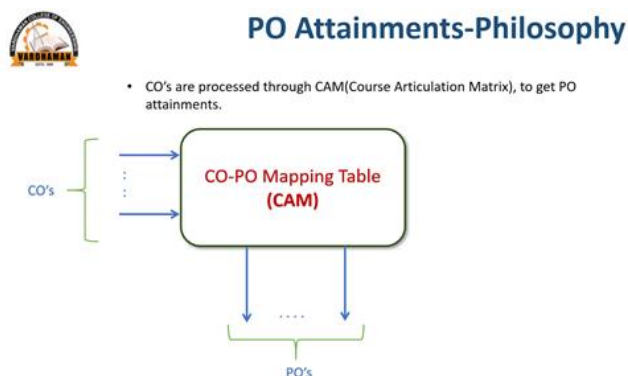 VARDHAMAN
PO Attainments-Philosophy
• CO's are processed through CAM(Course Articulation Matrix), to get PO
attainments.
CO's
CO-PO Mapping Table
(CAM)
PO's